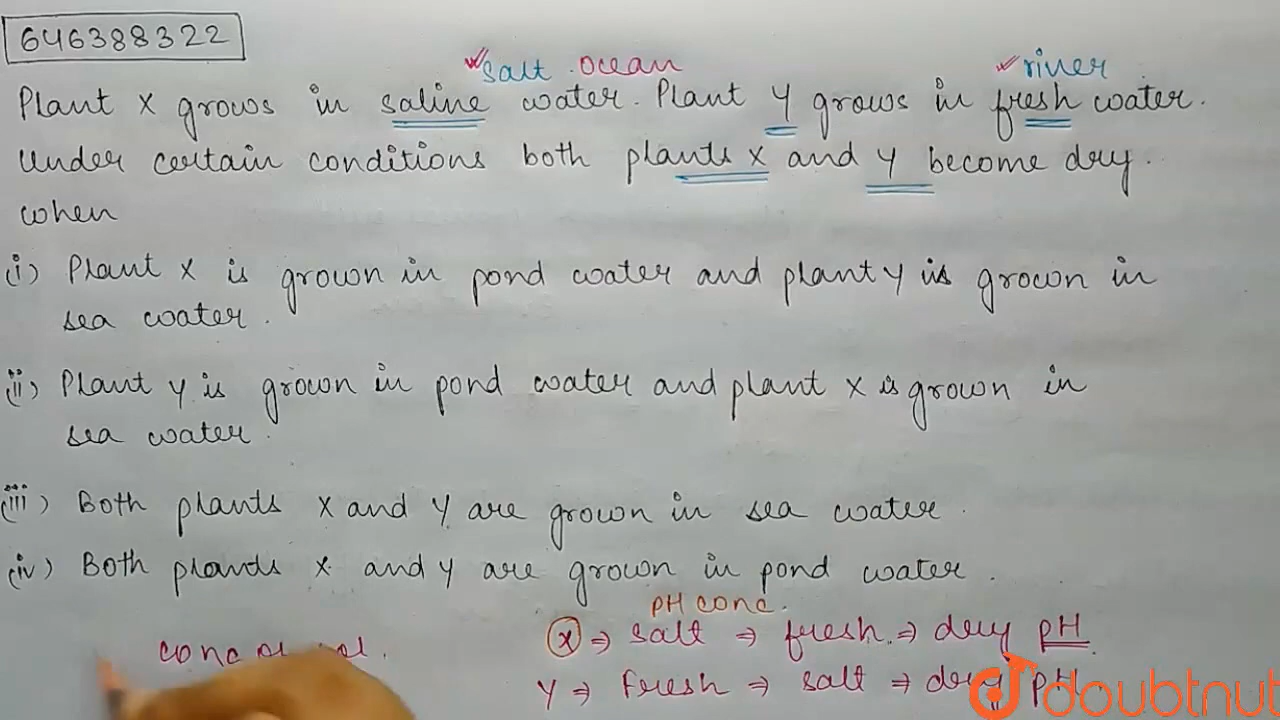 646388322
salt ocean river
Plant X grows in saline water. Plant Y grows in fresh water.
Under certain conditions both plants X and Y become dry.
When
(i) Plant X is grown in pond water and plant Y is grown in
sea water.
(ii) Plant Y is grown in pond water and plant X is grown in
sea water.
(iii) Both plants X and Y are grown in sea water.
(iv) Both plants X and Y are grown in pond water.
pH conc.
X ⇒ salt ⇒ fresh ⇒ dry pH
conc
Y ⇒ Fresh ⇒ salt ⇒ dry pH
doubtnut